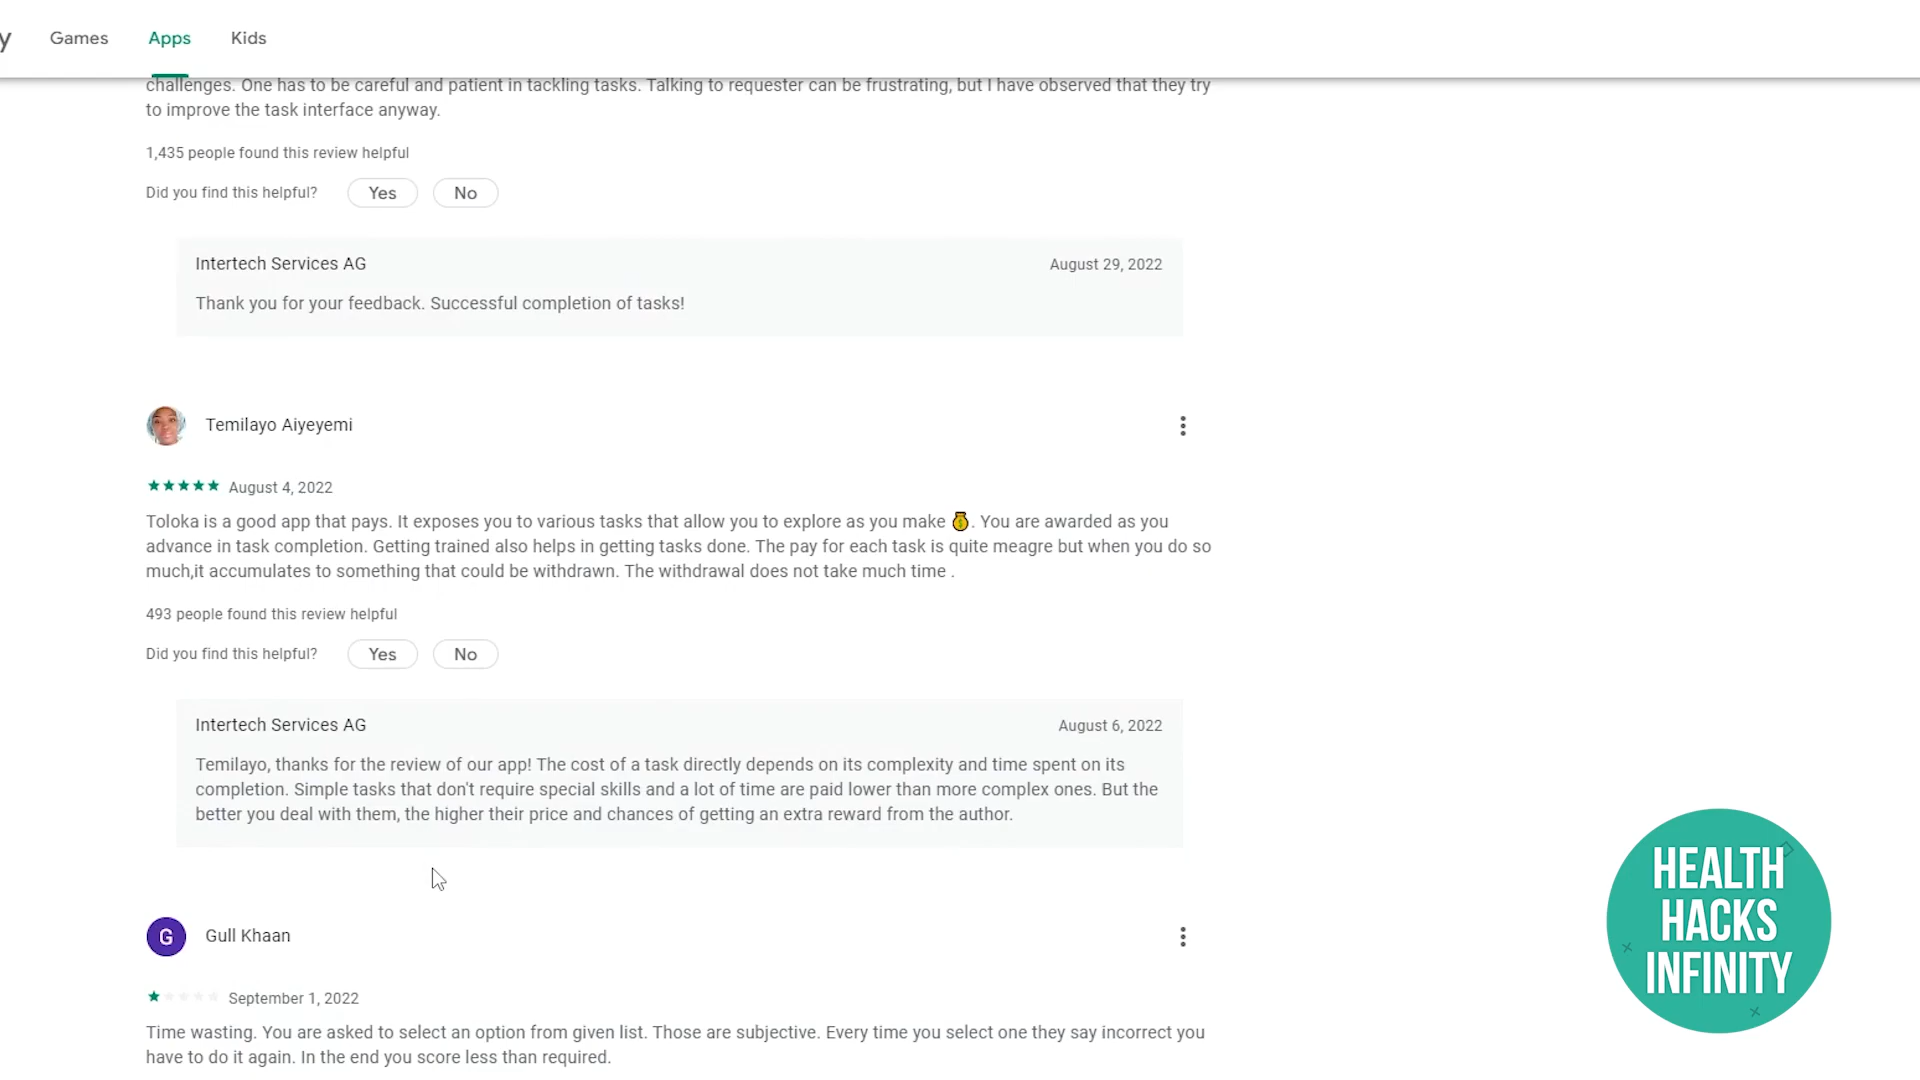 y Games Apps Kids
challenges. One has to be careful and patient in tackling tasks. Talking to requester can be frustrating, but I have observed that they try
to improve the task interface anyway.
1,435 people found this review helpful
Did you find this helpful? Yes No
Intertech Services AG August 29, 2022
Thank you for your feedback. Successful completion of tasks!
Temilayo Aiyeyemi
August 4, 2022
Toloka is a good app that pays. It exposes you to various tasks that allow you to explore as you make 💰. You are awarded as you
advance in task completion. Getting trained also helps in getting tasks done. The pay for each task is quite meagre but when you do so
much,it accumulates to something that could be withdrawn. The withdrawal does not take much time .
493 people found this review helpful
Did you find this helpful? Yes No
Intertech Services AG August 6, 2022
Temilayo, thanks for the review of our app! The cost of a task directly depends on its complexity and time spent on its
completion. Simple tasks that don't require special skills and a lot of time are paid lower than more complex ones. But the
better you deal with them, the higher their price and chances of getting an extra reward from the author.
G Gull Khaan
September 1, 2022
Time wasting. You are asked to select an option from given list. Those are subjective. Every time you select one they say incorrect you
have to do it again. In the end you score less than required.
HEALTH
HACKS
INFINITY